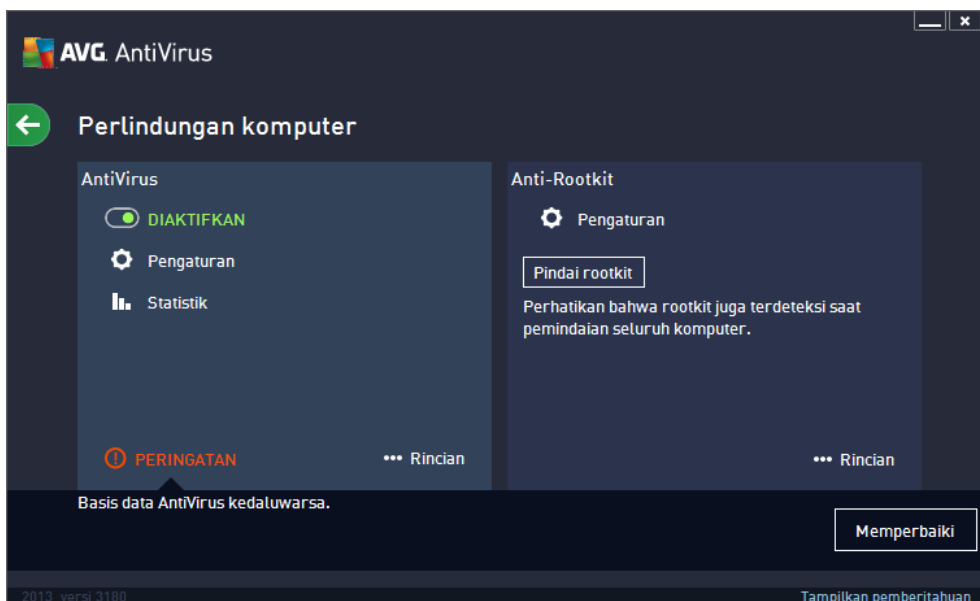 AVG. AntiVirus
Perlindungan komputer
AntiVirus
DIAKTIFKAN
Pengaturan
Statistik
PERINGATAN
Rincian
Anti-Rootkit
Pengaturan
Pindai rootkit
Perhatikan bahwa rootkit juga terdeteksi saat
pemindaian seluruh komputer.
Rincian
Basis data AntiVirus kedaluwarsa.
Memperbaiki
2013 versi 3180
Tampilkan pemberitahuan